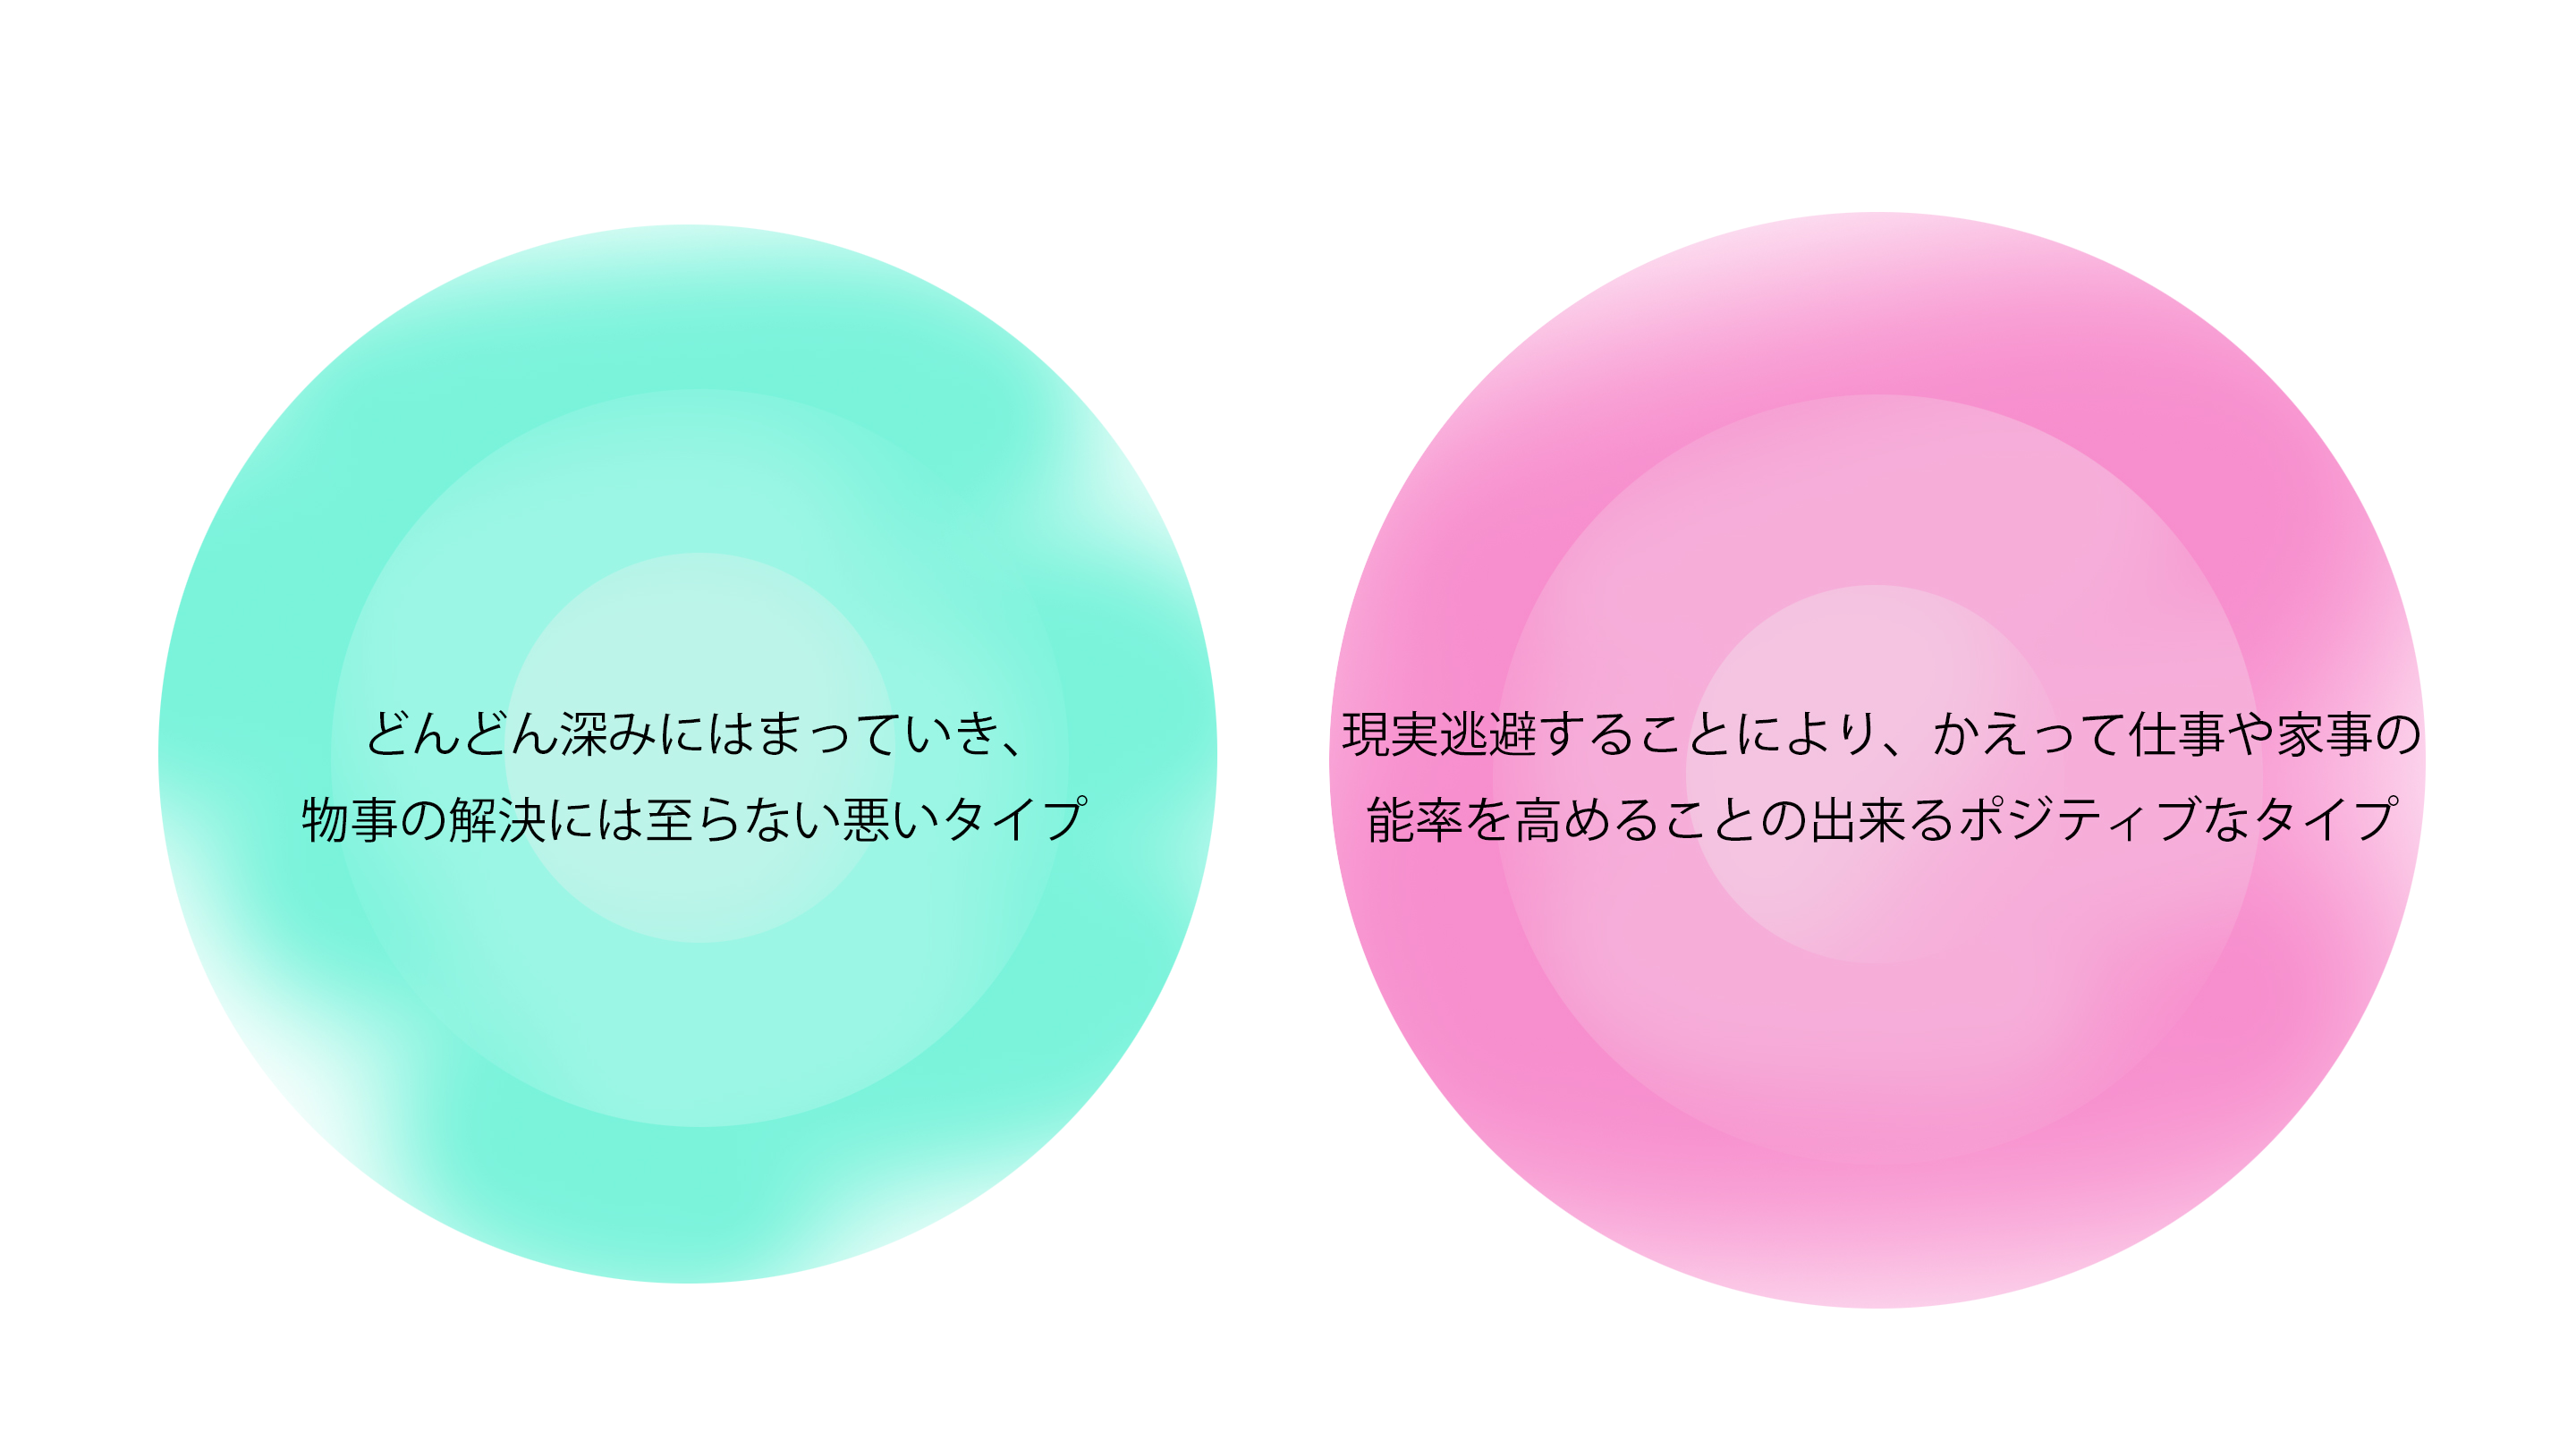 どんどん深みにはまっていき、
物事の解決には至らない悪いタイプ
現実逃避することにより、かえって仕事や家事の
能率を高めることの出来るポジティブなタイプ